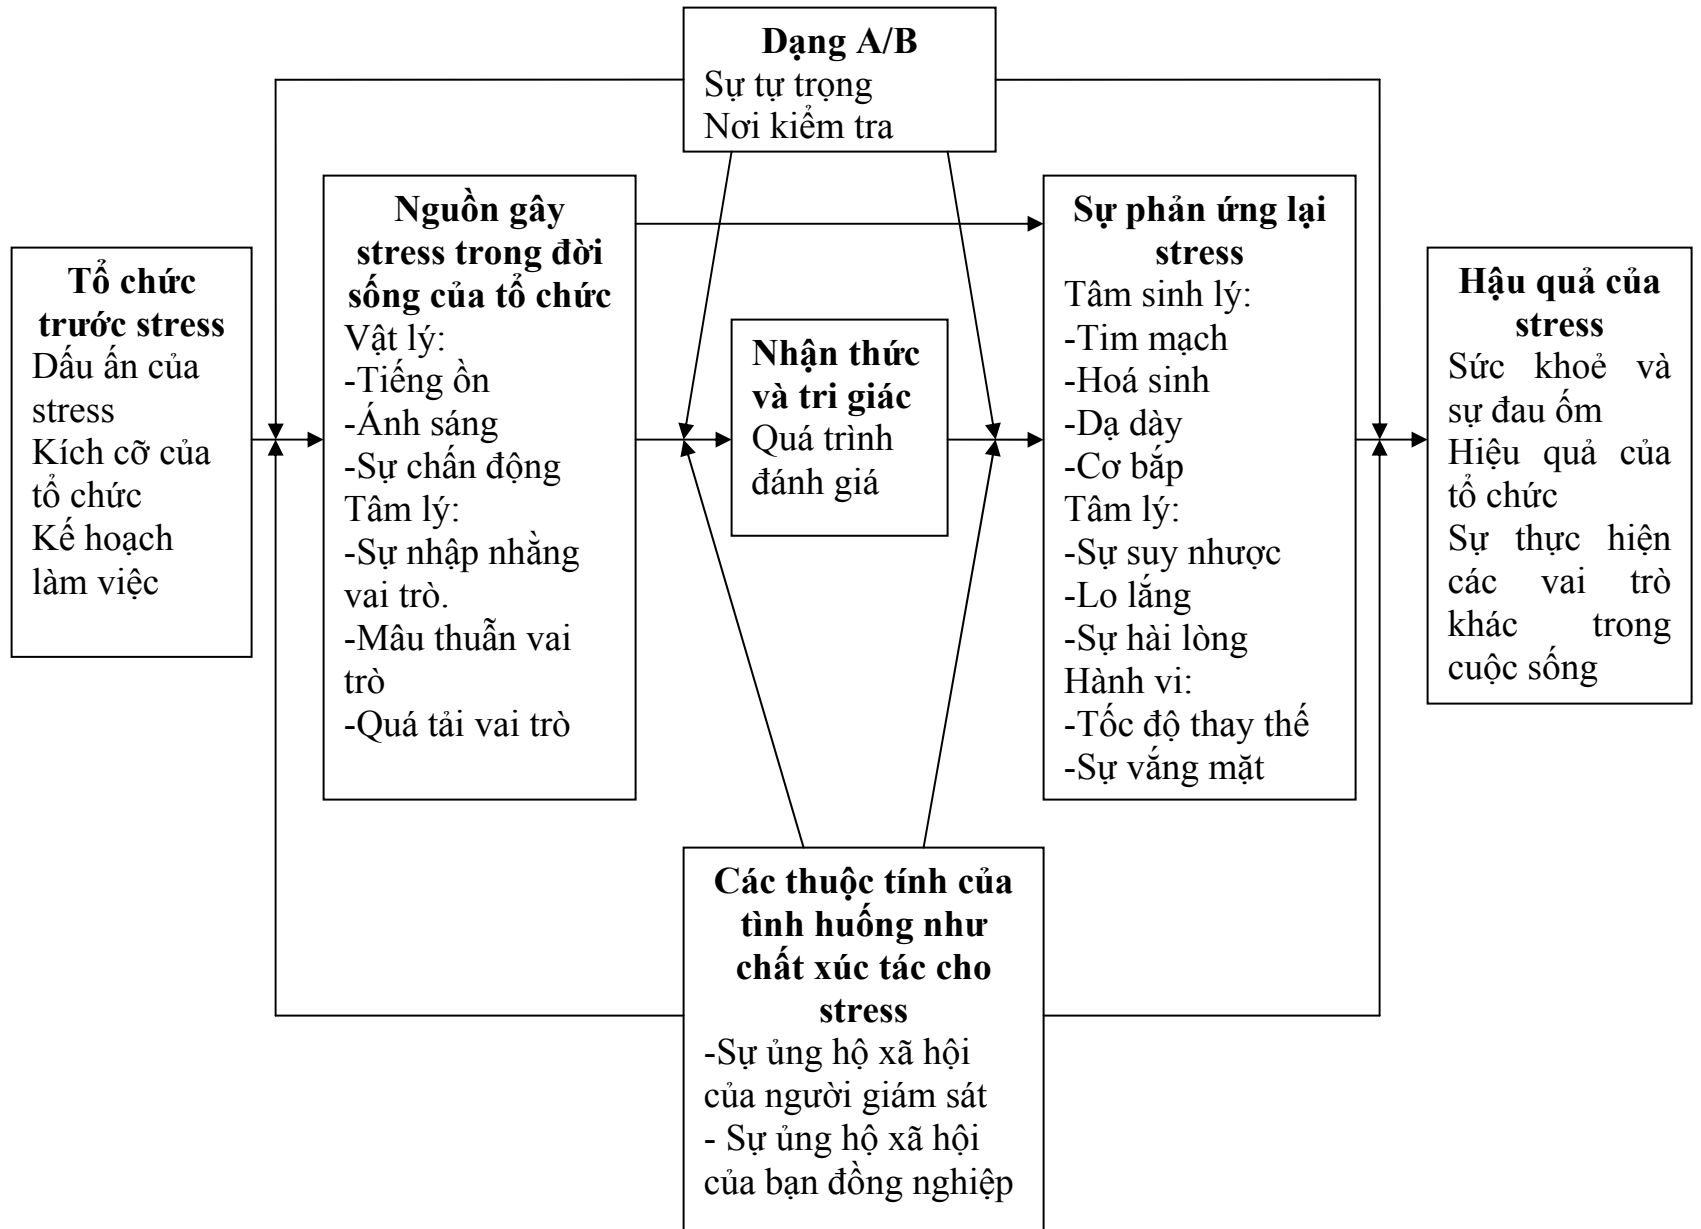 Dạng A/B
Sự tự trọng
Nơi kiểm tra
Tổ chức
trước stress
Dấu ấn của
stress
Kích cỡ của
tổ chức
Kế hoạch
làm việc
Nguồn gây
stress trong đời
sống của tổ chức
Vật lý:
-Tiếng ồn
-Ánh sáng
-Sự chấn động
Tâm lý:
-Sự nhập nhằng
vai trò.
-Mâu thuẫn vai
trò
-Quá tải vai trò
Nhận thức
và tri giác
Quá trình
đánh giá
Sự phản ứng lại
stress
Tâm sinh lý:
-Tim mạch
-Hoá sinh
-Dạ dày
-Cơ bắp
Tâm lý:
-Sự suy nhược
-Lo lắng
-Sự hài lòng
Hành vi:
-Tốc độ thay thế
-Sự vắng mặt
Hậu quả của
stress
Sức khoẻ và
sự đau ốm
Hiệu quả của
tổ chức
Sự thực hiện
các vai trò
khác trong
cuộc sống
Các thuộc tính của
tình huống như
chất xúc tác cho
stress
-Sự ủng hộ xã hội
của người giám sát
- Sự ủng hộ xã hội
của bạn đồng nghiệp